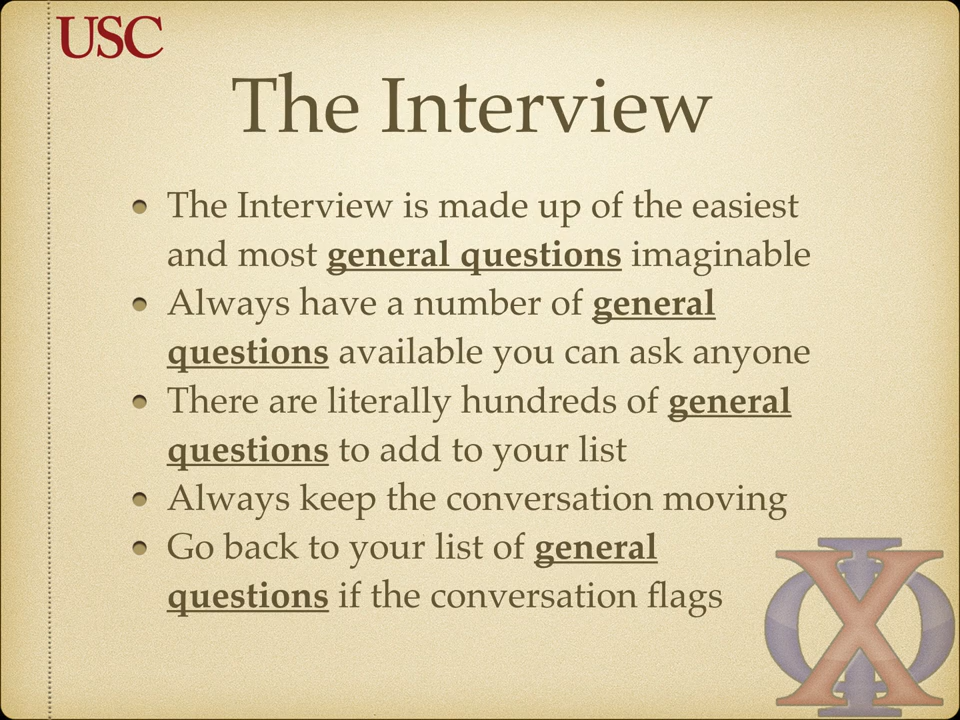 USC
The Interview
The Interview is made up of the easiest
and most general questions imaginable
Always have a number of general
questions available you can ask anyone
There are literally hundreds of general
questions to add to your list
Always keep the conversation moving
Go back to your list of general
questions if the conversation flags
ΦΧ